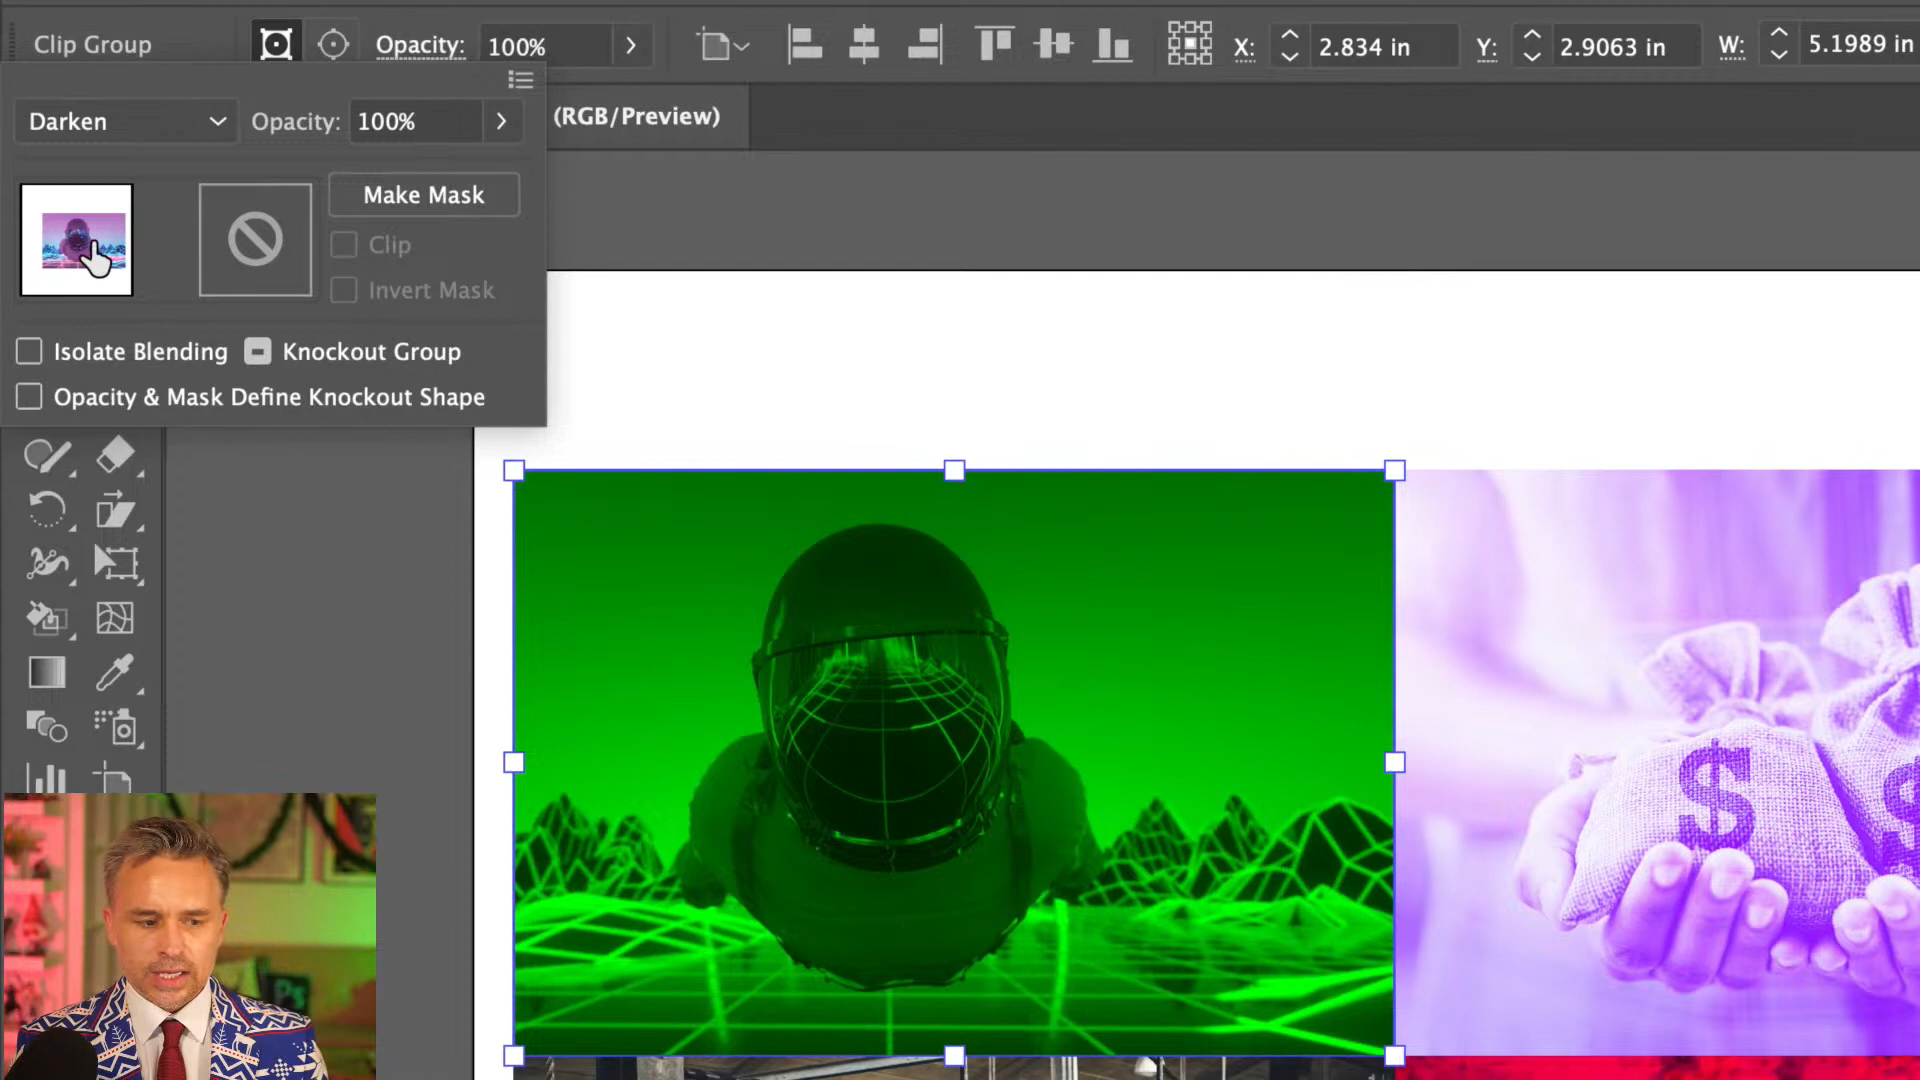 Clip Group Opacity: 100% X: 2.834 in Y: 2.9063 in W: 5.1989 in
Darken Opacity: 100% (RGB/Preview)
Make Mask
Clip
Invert Mask
Isolate Blending Knockout Group
Opacity & Mask Define Knockout Shape
$
$
Ps